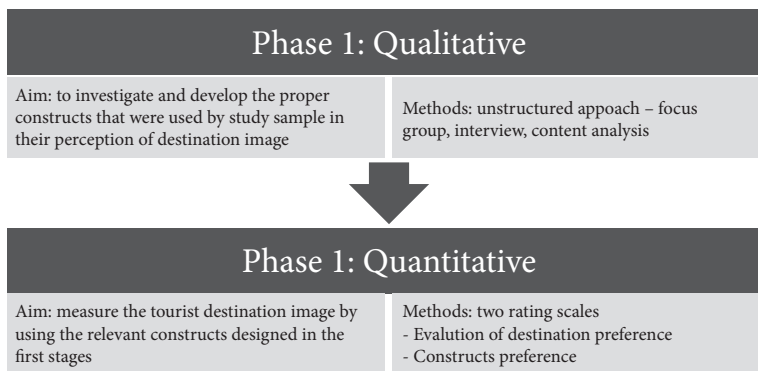 Phase 1: Qualitative
Aim: to investigate and develop the proper
constructs that were used by study sample in
their perception of destination image
Methods: unstructured appoach – focus
group, interview, content analysis
Phase 1: Quantitative
Aim: measure the tourist destination image by
using the relevant constructs designed in the
first stages
Methods: two rating scales
- Evalution of destination preference
- Constructs preference